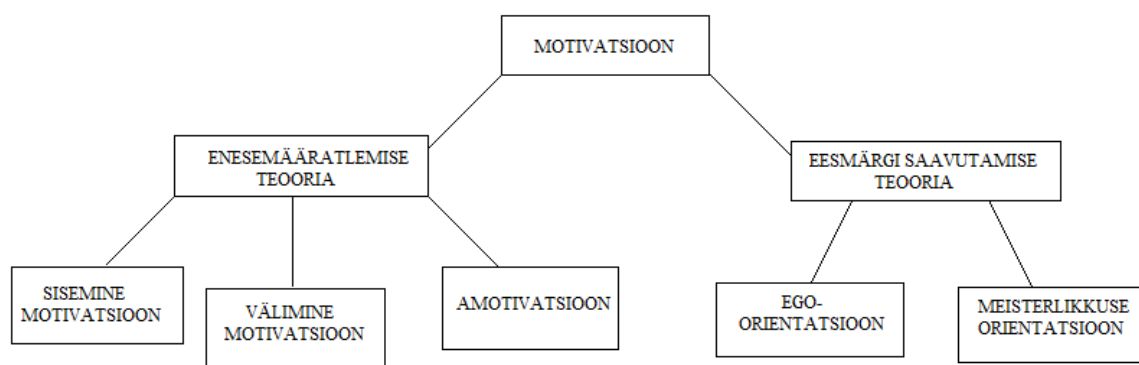 MOTIVATSIOON
ENESEMÄÄRATLEMISE
TEOORIA
EESMÄRGI SAAVUTAMISE
TEOORIA
SISEMINE
MOTIVATSIOON
VÄLIMINE
MOTIVATSIOON
AMOTIVATSIOON
EGO-
ORIENTATSIOON
MEISTERLIKKUSE
ORIENTATSIOON